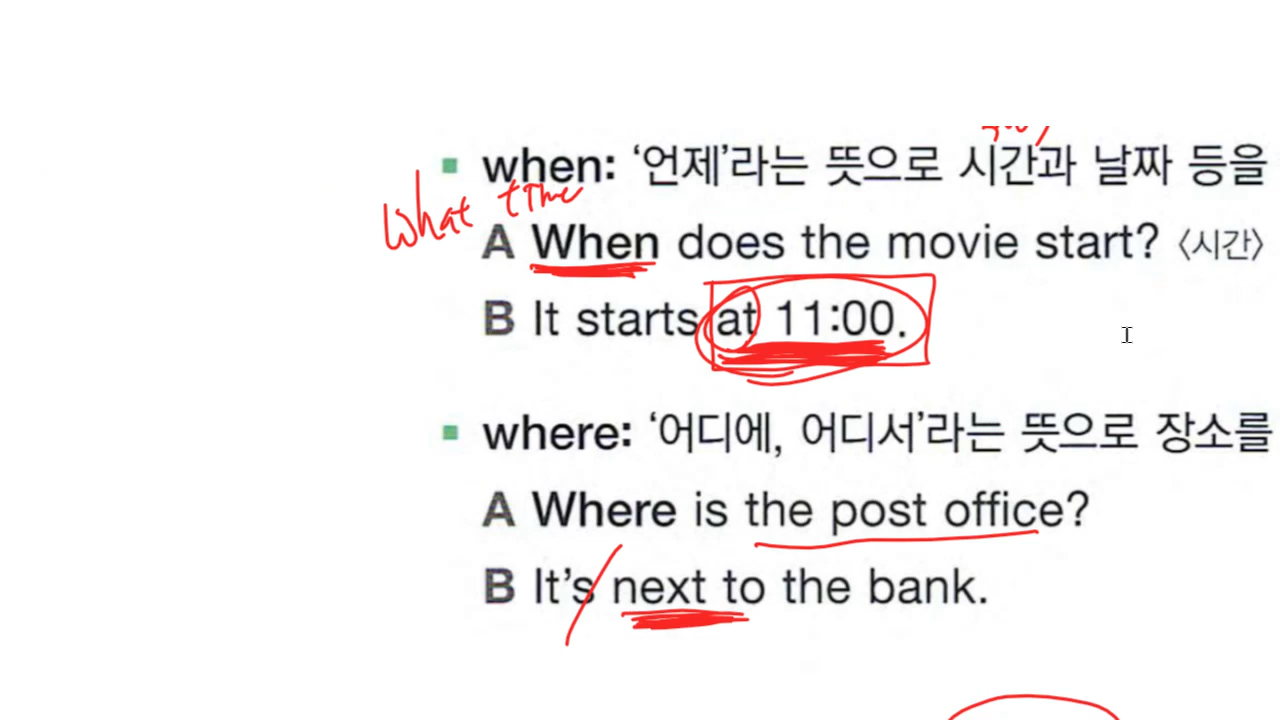 when: ‘언제’라는 뜻으로 시간과 날짜 등을
What time
A When does the movie start? 〈시간〉
B It starts at 11:00.
where: ‘어디에, 어디서’라는 뜻으로 장소를
A Where is the post office?
B It’s next to the bank.